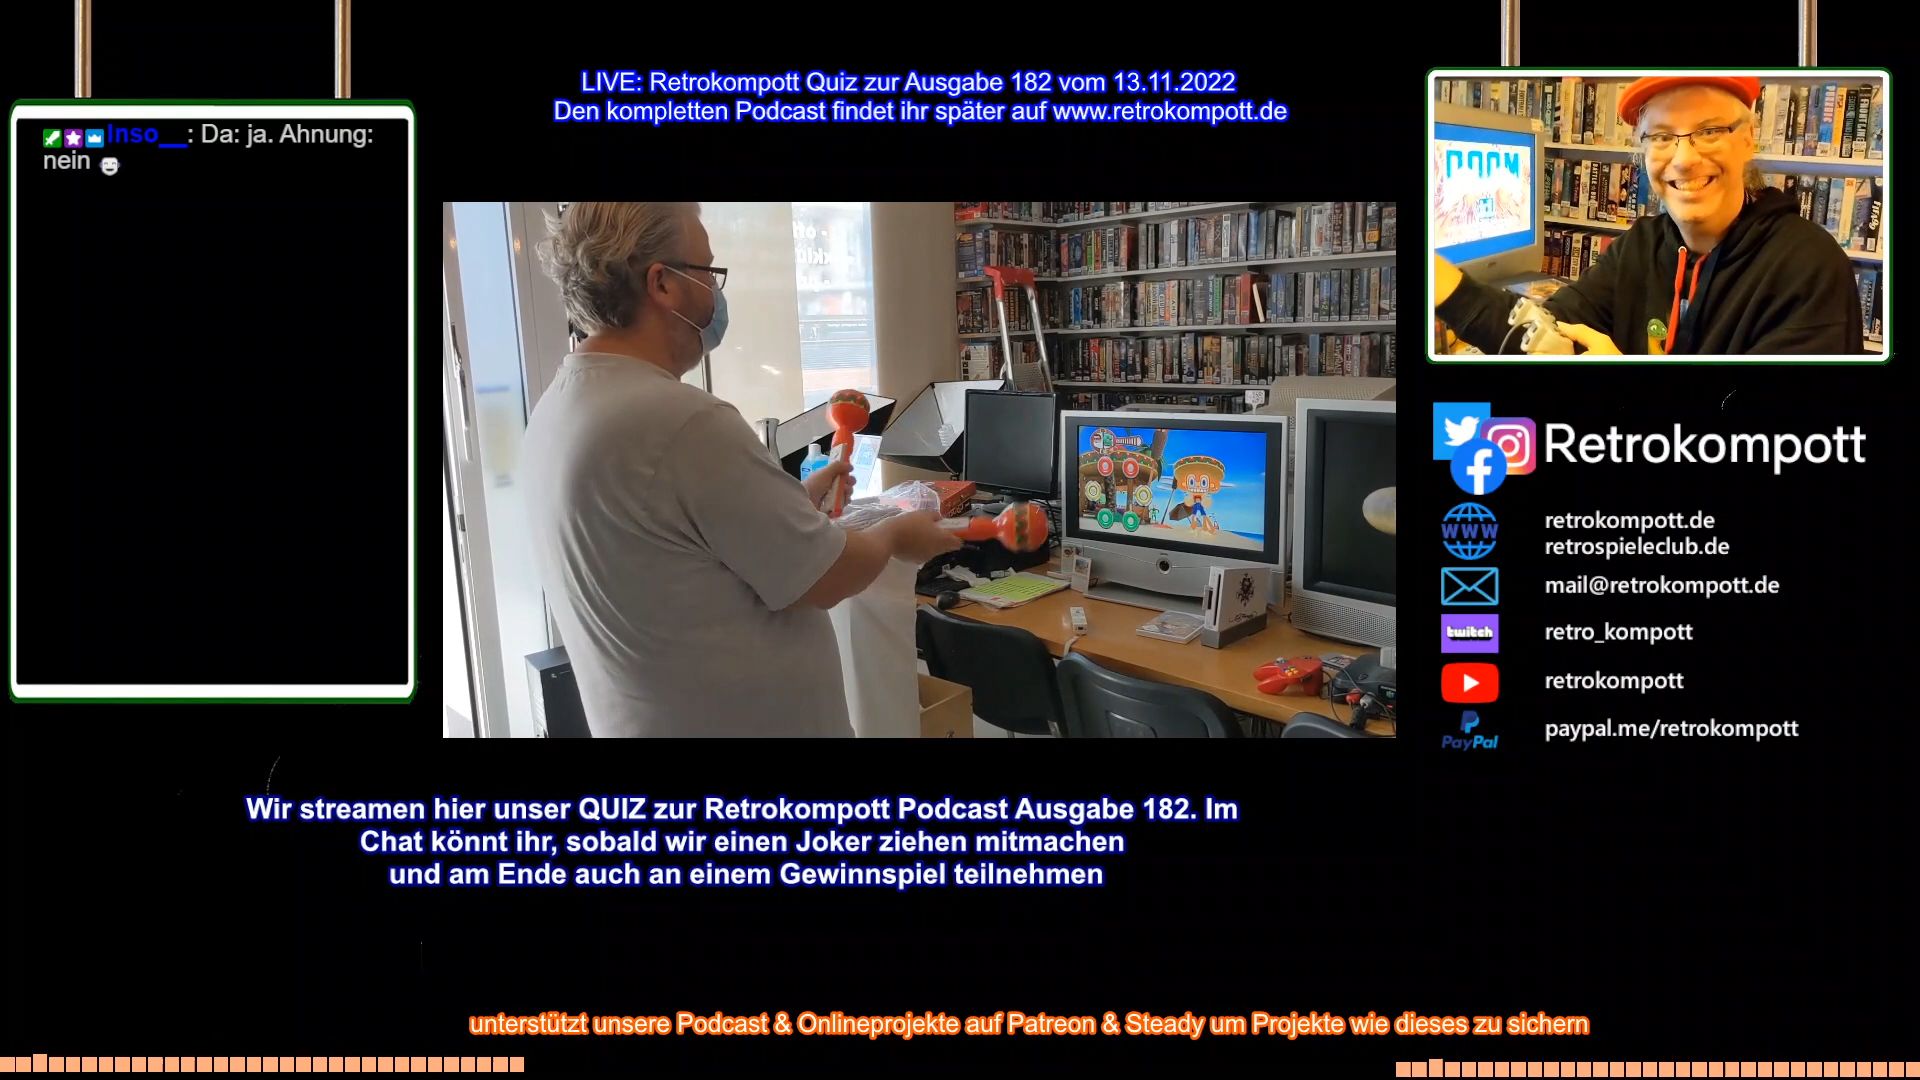 LIVE: Retrokompott Quiz zur Ausgabe 182 vom 13.11.2022
Den kompletten Podcast findet ihr später auf www.retrokompott.de
Inso__: Da: ja. Ahnung:
nein
DOOM
Retrokompott
WWW
retrokompott.de
retrospieleclub.de
mail@retrokompott.de
twitch
retro_kompott
retrokompott
PayPal
paypal.me/retrokompott
Wir streamen hier unser QUIZ zur Retrokompott Podcast Ausgabe 182. Im
Chat könnt ihr, sobald wir einen Joker ziehen mitmachen
und am Ende auch an einem Gewinnspiel teilnehmen
unterstützt unsere Podcast & Onlineprojekte auf Patreon & Steady um Projekte wie dieses zu sichern